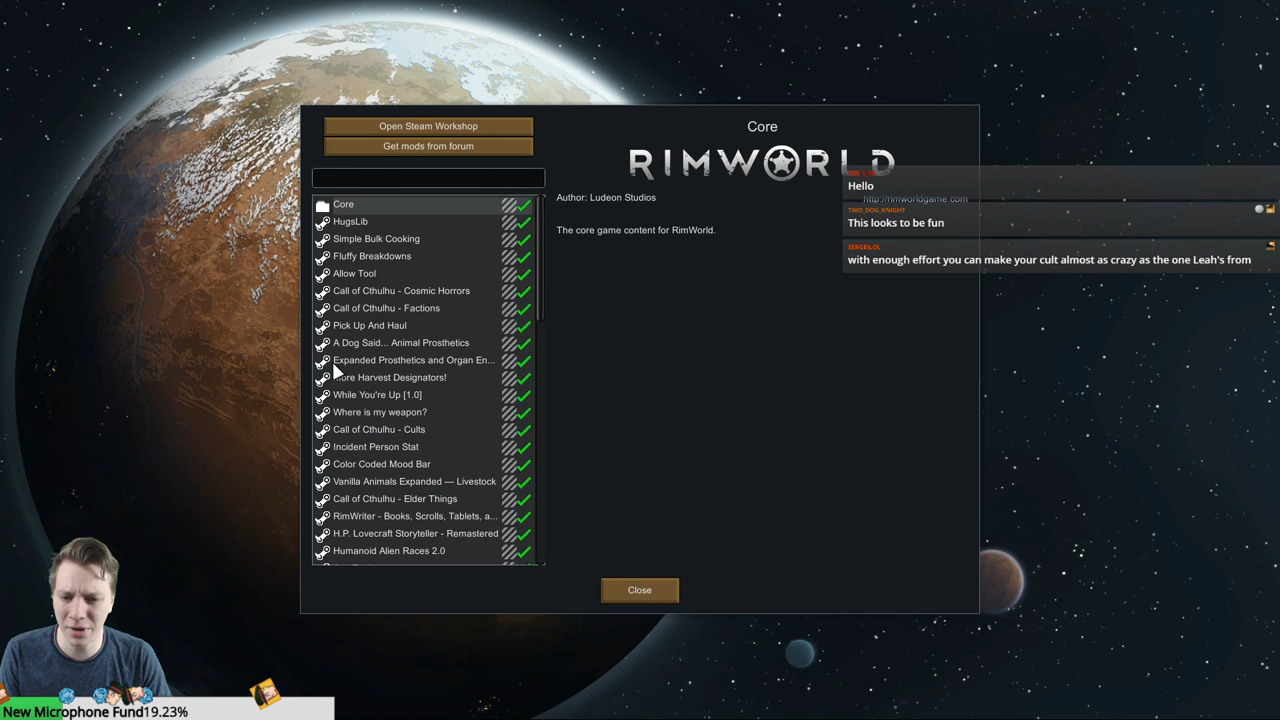 Open Steam Workshop
Get mods from forum
Core
HugsLib
Simple Bulk Cooking
Fluffy Breakdowns
Allow Tool
Call of Cthulhu - Cosmic Horrors
Call of Cthulhu - Factions
Pick Up And Haul
A Dog Said... Animal Prosthetics
Expanded Prosthetics and Organ En...
ore Harvest Designators!
While You're Up [1.0]
Where is my weapon?
Call of Cthulhu - Cults
Incident Person Stat
Color Coded Mood Bar
Vanilla Animals Expanded — Livestock
Call of Cthulhu - Elder Things
RimWriter - Books, Scrolls, Tablets, a...
H.P. Lovecraft Storyteller - Remastered
Humanoid Alien Races 2.0
Core
RIMWORLD
Author: Ludeon Studios
http://rimworldgame.com
The core game content for RimWorld.
Close
Hello
TWO_DOG_KNIGHT
This looks to be fun
SERGEILOL
with enough effort you can make your cult almost as crazy as the one Leah's from
New Microphone Fund19.23%